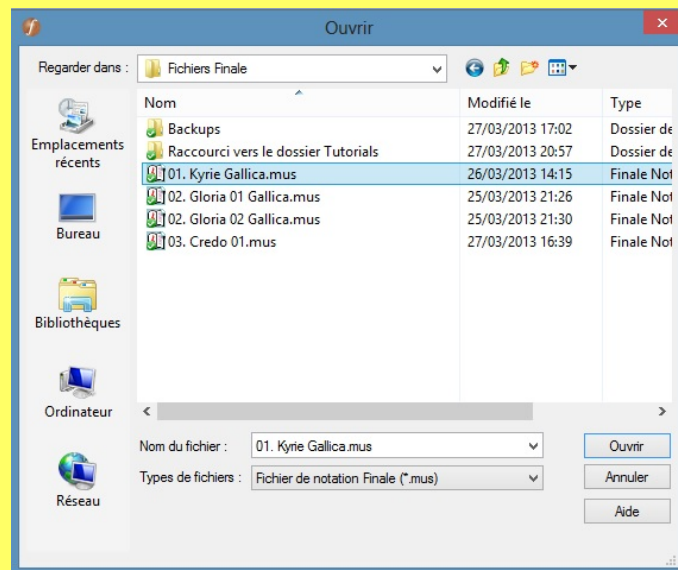 Ouvrir
Regarder dans : Fichiers Finale
Nom Modifié le Type
Backups 27/03/2013 17:02 Dossier de
Raccourci vers le dossier Tutorials 27/03/2013 20:57 Dossier de
01. Kyrie Gallica.mus 26/03/2013 14:15 Finale Not
02. Gloria 01 Gallica.mus 25/03/2013 21:26 Finale Not
02. Gloria 02 Gallica.mus 25/03/2013 21:30 Finale Not
03. Credo 01.mus 27/03/2013 16:39 Finale Not
Emplacements
récents
Bureau
Bibliothèques
Ordinateur
Réseau
Nom du fichier : 01. Kyrie Gallica.mus Ouvrir
Types de fichiers : Fichier de notation Finale (*.mus) Annuler
Aide